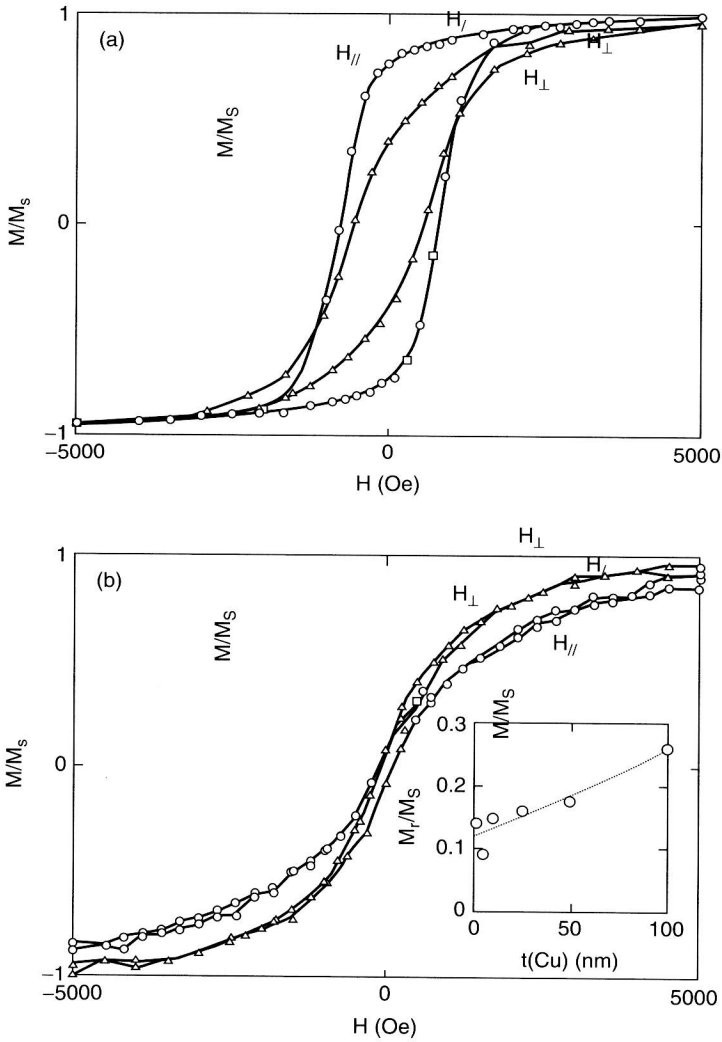 1
(a)
H//
H/
H⊥
H⊥
M/MS
M/Ms
0
−1
−5000
0
5000
H (Oe)
H⊥
1
(b)
H⊥
H/
M/MS
H//
M/Ms
0
−1
−5000
0
5000
H (Oe)
M/MS
0.3
0.2
0.1
0
Mr/MS
0
50
100
t(Cu) (nm)